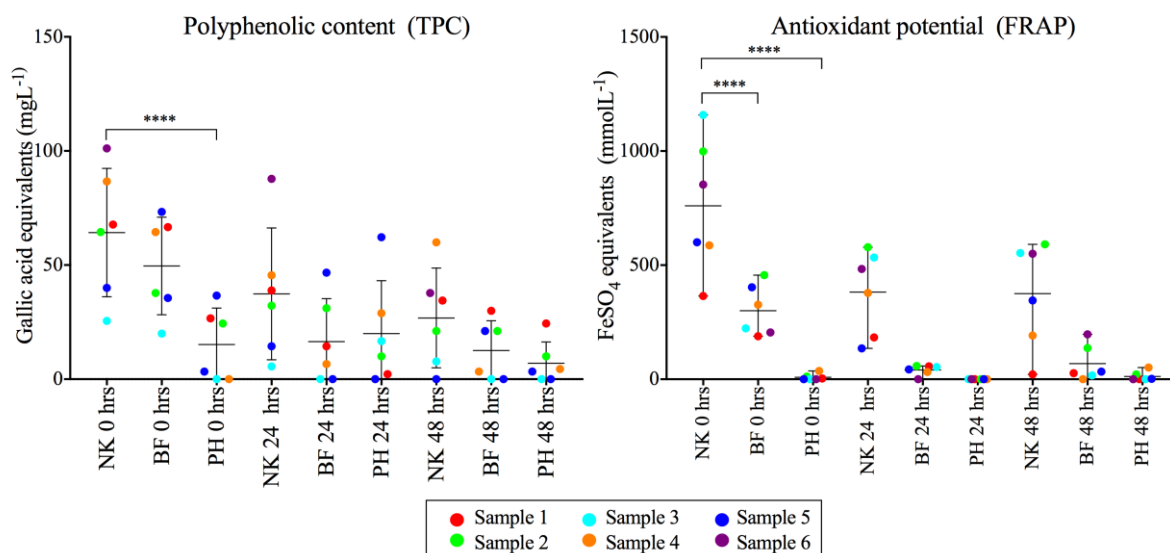 Polyphenolic content (TPC)
Gallic acid equivalents (mgL⁻¹)
150
100
50
0
****
NK 0 hrs
BF 0 hrs
PH 0 hrs
NK 24 hrs
BF 24 hrs
PH 24 hrs
NK 48 hrs
BF 48 hrs
PH 48 hrs
Antioxidant potential (FRAP)
FeSO₄ equivalents (mmolL⁻¹)
1500
1000
500
0
****
****
NK 0 hrs
BF 0 hrs
PH 0 hrs
NK 24 hrs
BF 24 hrs
PH 24 hrs
NK 48 hrs
BF 48 hrs
PH 48 hrs
Sample 1 Sample 3 Sample 5
Sample 2 Sample 4 Sample 6